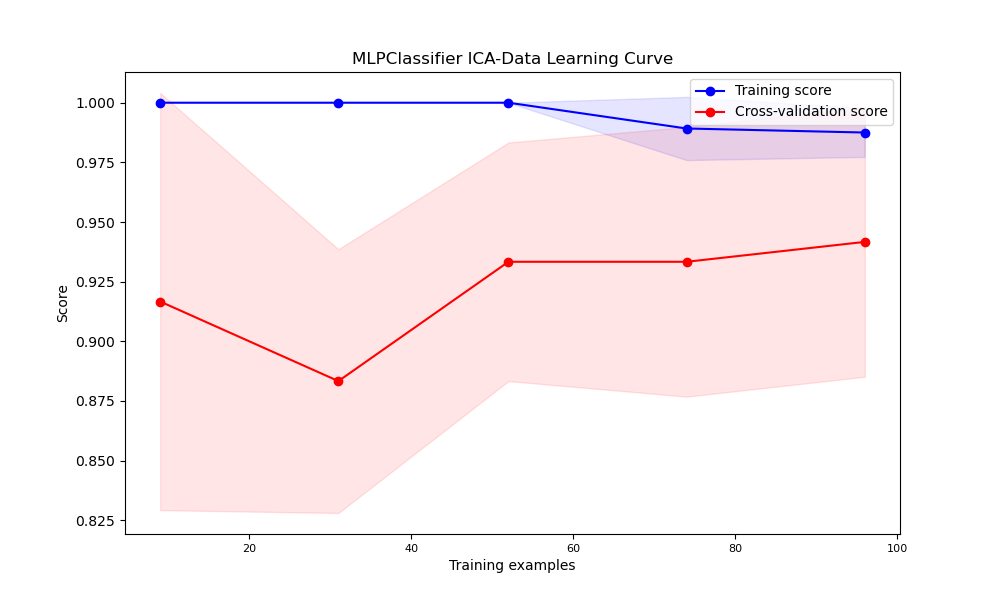 MLPClassifier ICA-Data Learning Curve
Training score
Cross-validation score
1.000
0.975
0.950
0.925
0.900
0.875
0.850
0.825
Score
20 40 60 80 100
Training examples